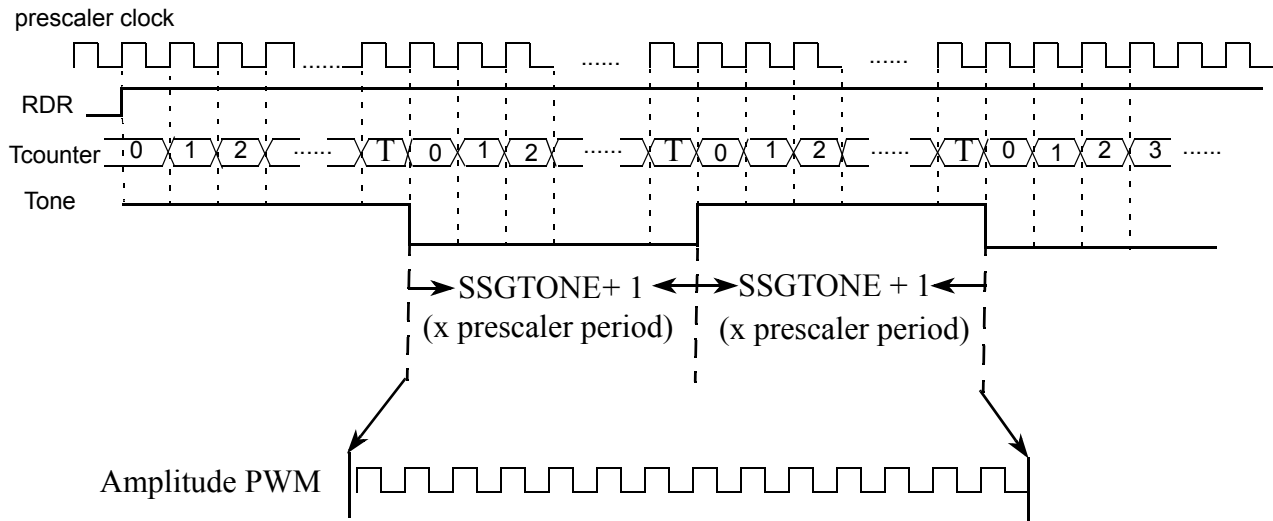 prescaler clock
...... ...... ......
RDR
Tcounter 0 1 2 ...... T 0 1 2 ...... T 0 1 2 ...... T 0 1 2 3 ......
Tone
SSGTONE+ 1 SSGTONE + 1
(x prescaler period) (x prescaler period)
Amplitude PWM